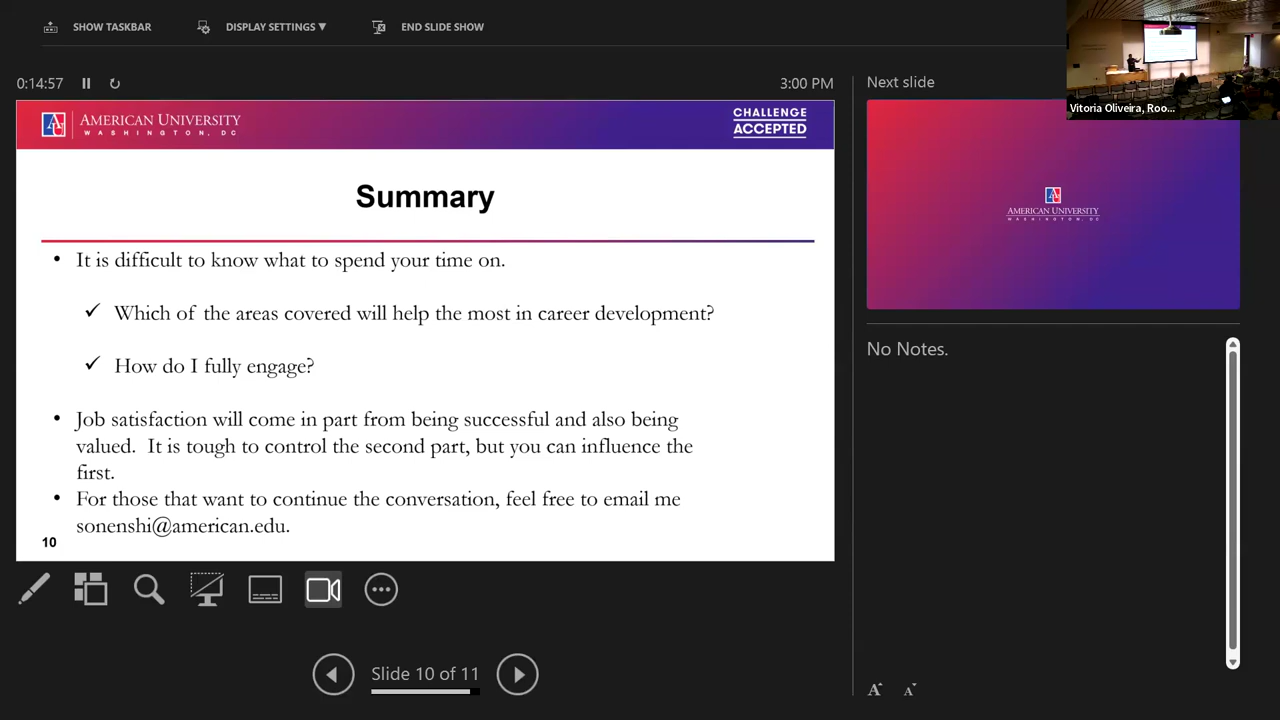 SHOW TASKBAR
DISPLAY SETTINGS ▼
END SLIDE SHOW
0:14:57
3:00 PM
AMERICAN UNIVERSITY
WASHINGTON, DC
CHALLENGE
ACCEPTED
Summary
• It is difficult to know what to spend your time on.
✓ Which of the areas covered will help the most in career development?
✓ How do I fully engage?
• Job satisfaction will come in part from being successful and also being
valued. It is tough to control the second part, but you can influence the
first.
• For those that want to continue the conversation, feel free to email me
sonenshi@american.edu.
10
Slide 10 of 11
Next slide
Vitoria Oliveira, Roo...
AMERICAN UNIVERSITY
WASHINGTON, DC
No Notes.
A A